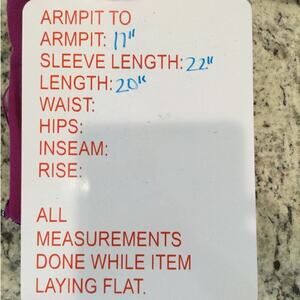 ARMPIT TO
ARMPIT: 17"
SLEEVE LENGTH: 22"
LENGTH: 20"
WAIST:
HIPS:
INSEAM:
RISE:
ALL
MEASUREMENTS
DONE WHILE ITEM
LAYING FLAT.